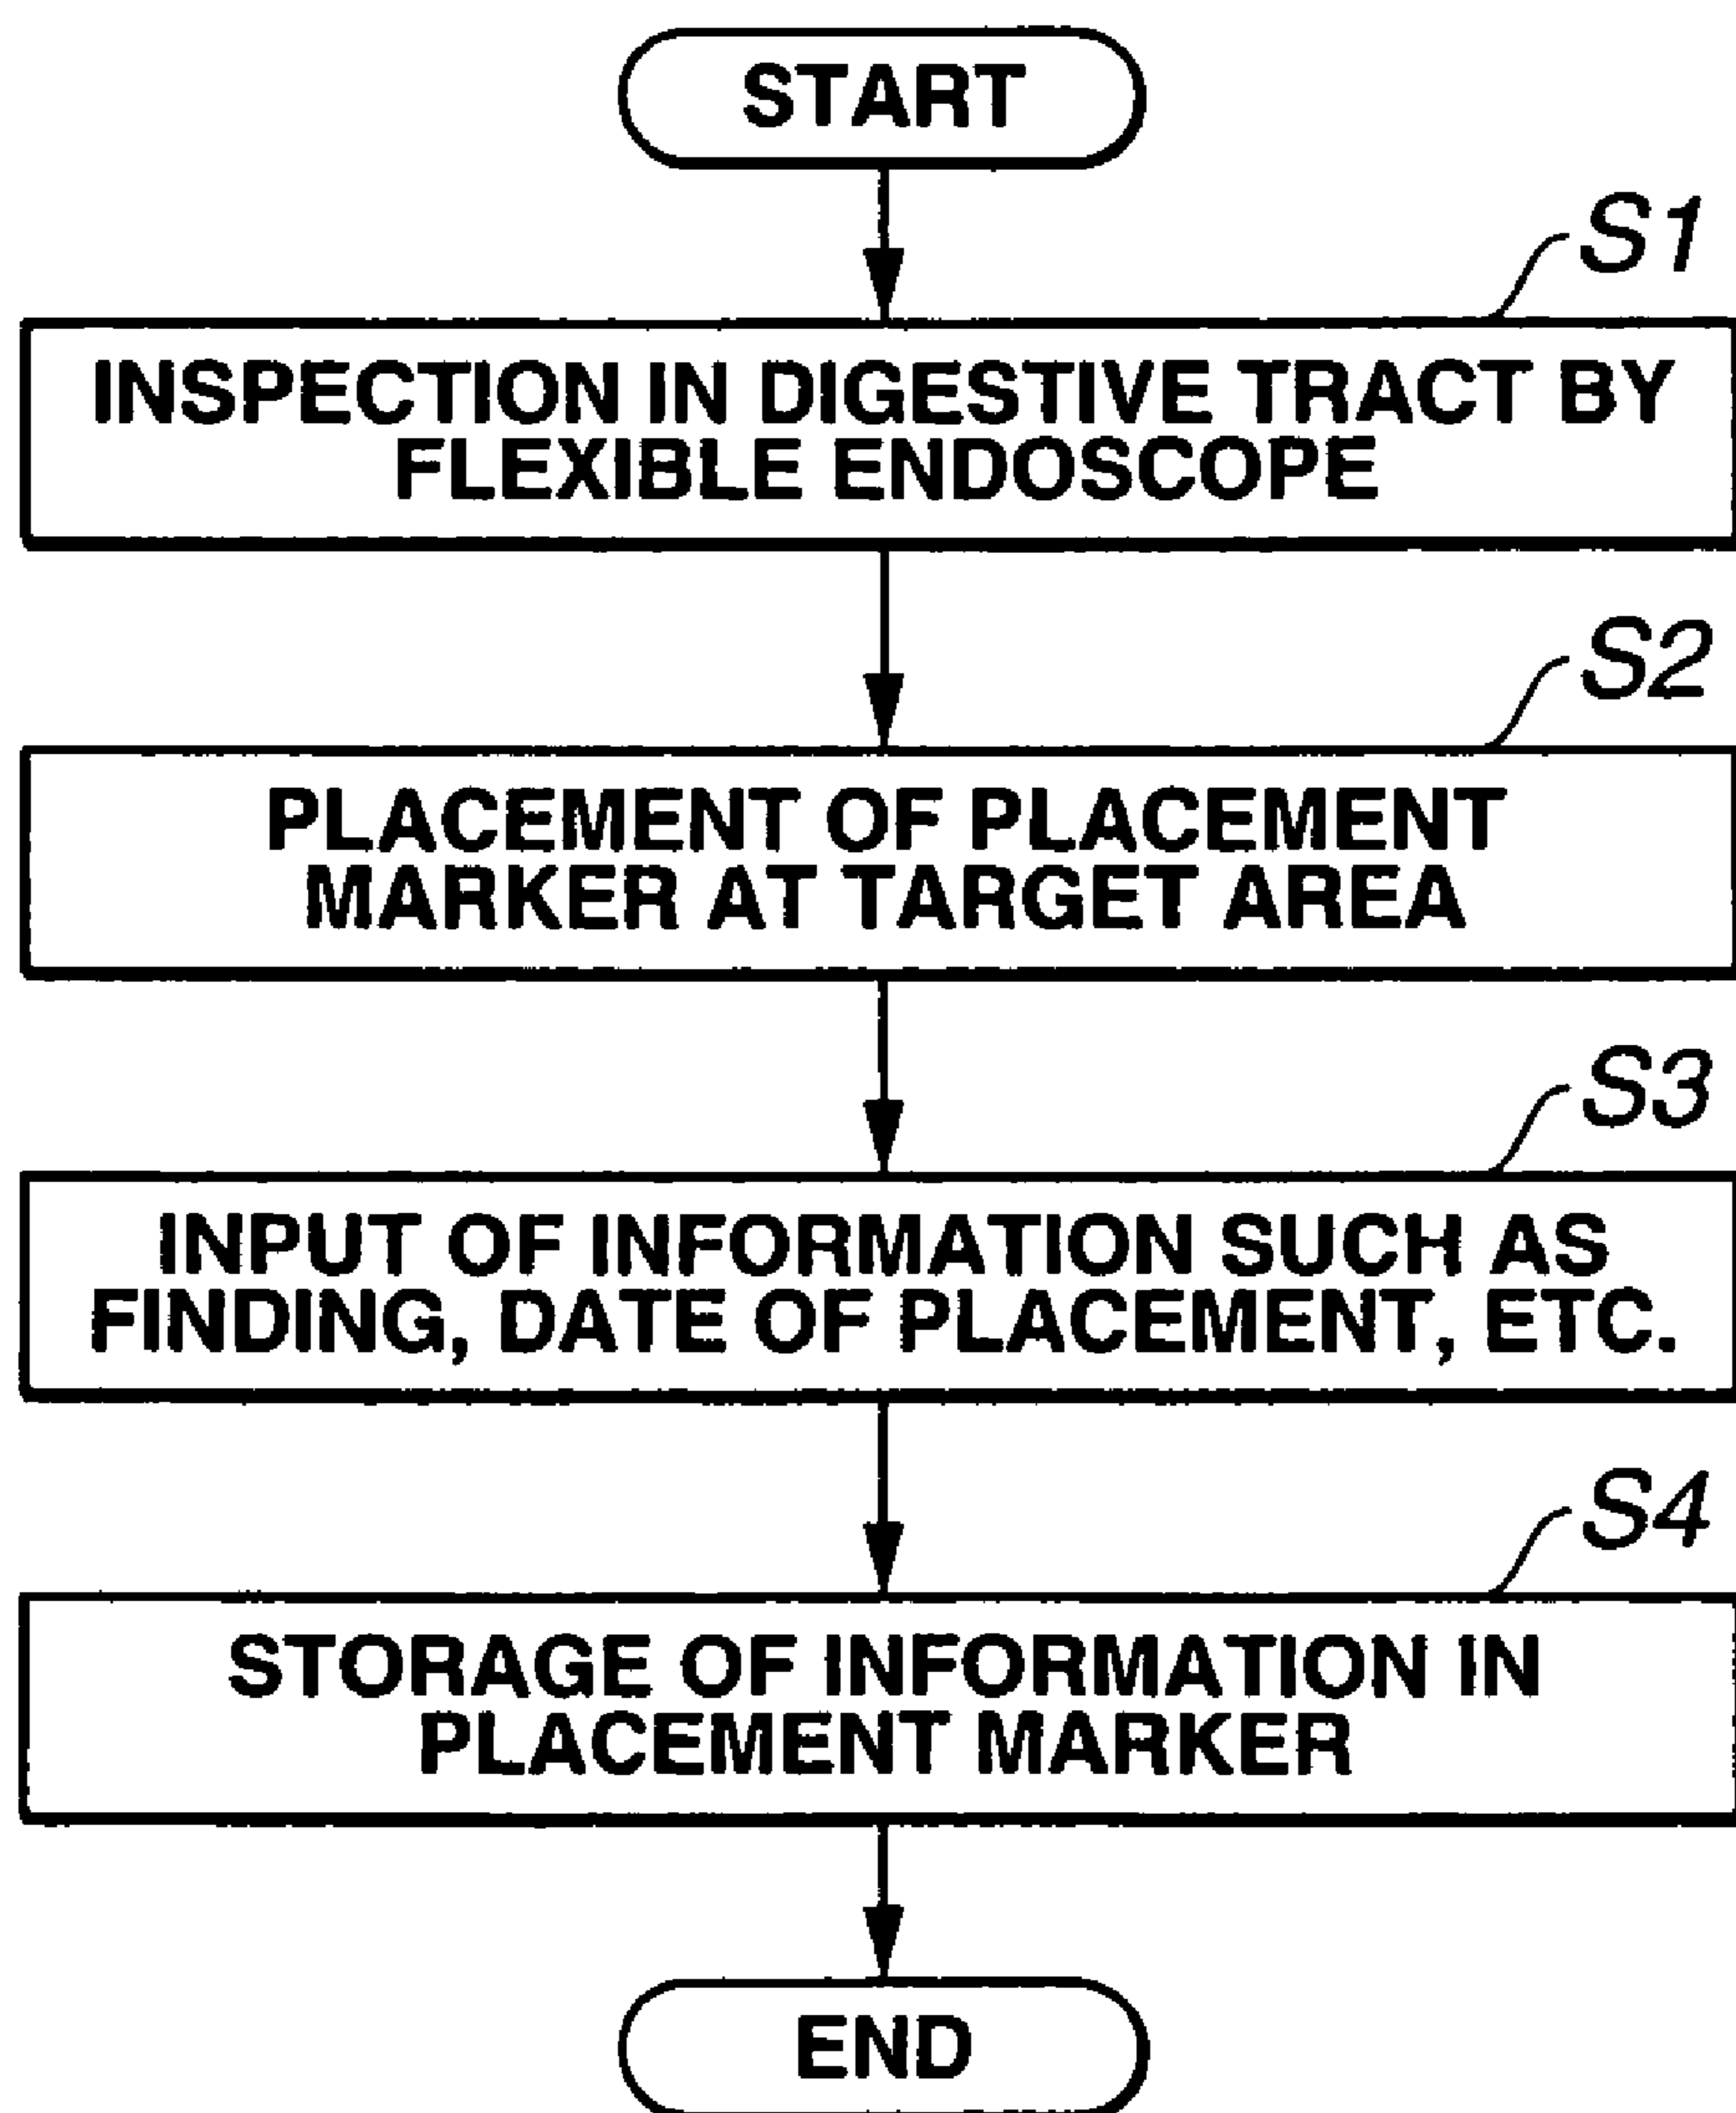 START
S1
INSPECTION IN DIGESTIVE TRACT BY
FLEXIBLE ENDOSCOPE
S2
PLACEMENT OF PLACEMENT
MARKER AT TARGET AREA
S3
INPUT OF INFORMATION SUCH AS
FINDING, DATE OF PLACEMENT, ETC.
S4
STORAGE OF INFORMATION IN
PLACEMENT MARKER
END